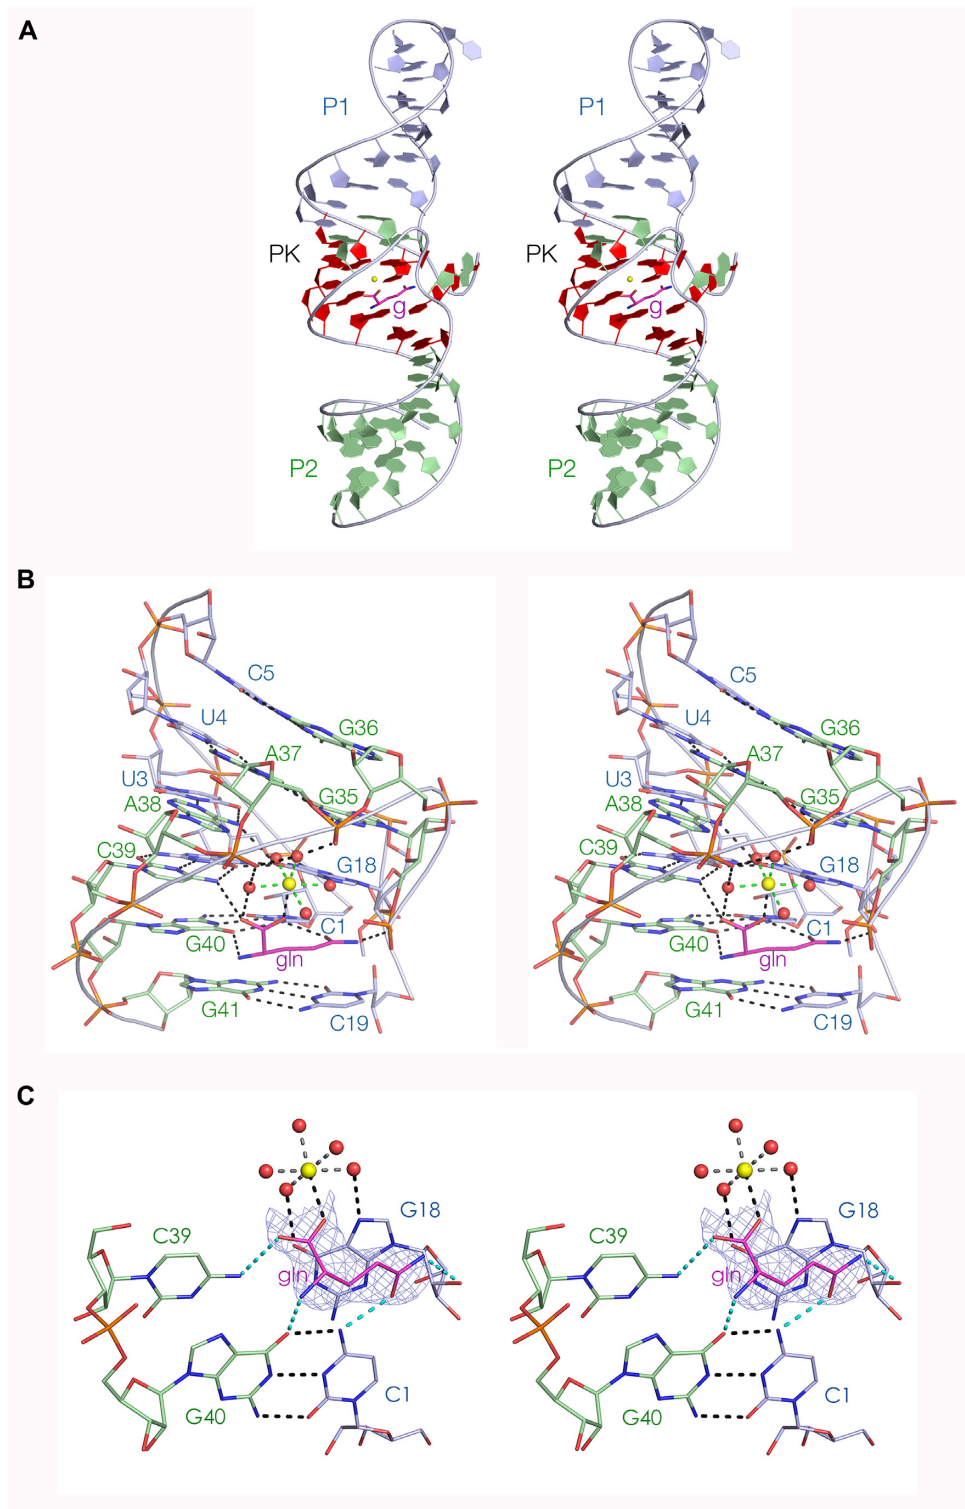 A
P1 P1
PK PK
g g
P2 P2
B
C5 C5
U4 U4
G36 G36
A37 A37
U3 U3
G35 G35
A38 A38
C39 C39
G18 G18
C1 C1
G40 G40
gln gln
G41 G41
C19 C19
C
G18 G18
C39 C39
gln gln
C1 C1
G40 G40